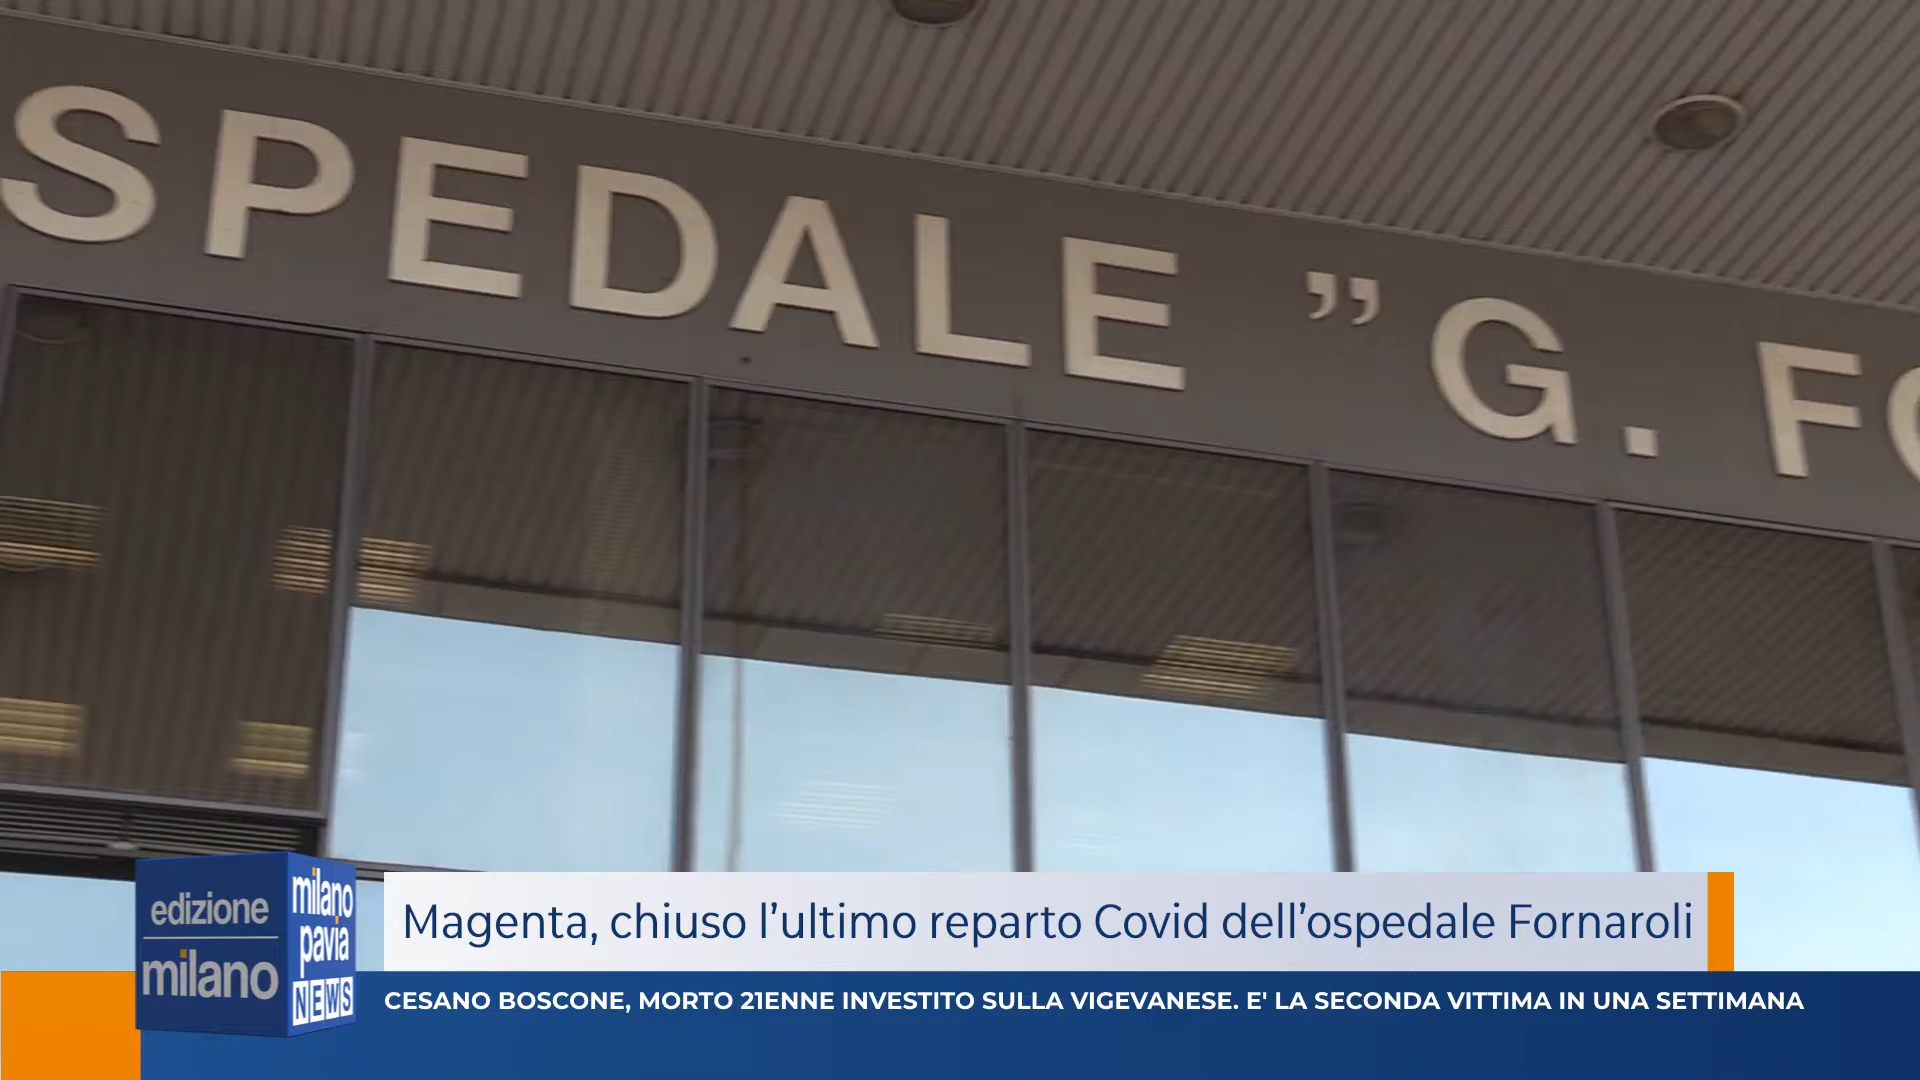 SPEDALE ”G. FO
edizione
milano
milano
pavia
NEWS
Magenta, chiuso l’ultimo reparto Covid dell’ospedale Fornaroli
CESANO BOSCONE, MORTO 21ENNE INVESTITO SULLA VIGEVANESE. E' LA SECONDA VITTIMA IN UNA SETTIMANA